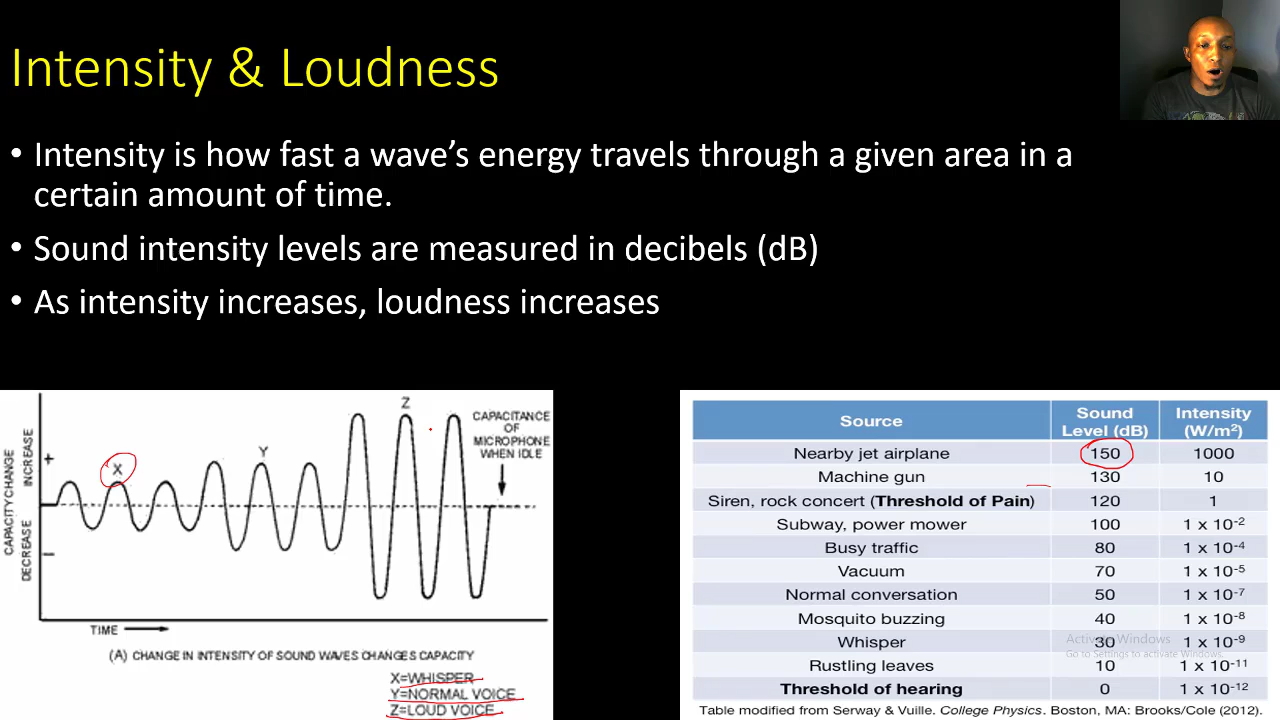 Intensity & Loudness
• Intensity is how fast a wave's energy travels through a given area in a
certain amount of time.
• Sound intensity levels are measured in decibels (dB)
• As intensity increases, loudness increases
CAPACITY CHANGE
DECREASE INCREASE
+
−
X
Y
Z
CAPACITANCE
OF
MICROPHONE
WHEN IDLE
TIME
(A) CHANGE IN INTENSITY OF SOUND WAVES CHANGES CAPACITY
X=WHISPER
Y=NORMAL VOICE
Z=LOUD VOICE
Source Sound Level (dB) Intensity (W/m²)
Nearby jet airplane 150 1000
Machine gun 130 10
Siren, rock concert (Threshold of Pain) 120 1
Subway, power mower 100 1 x 10⁻²
Busy traffic 80 1 x 10⁻⁴
Vacuum 70 1 x 10⁻⁵
Normal conversation 50 1 x 10⁻⁷
Mosquito buzzing 40 1 x 10⁻⁸
Whisper 30 1 x 10⁻⁹
Rustling leaves 10 1 x 10⁻¹¹
Threshold of hearing 0 1 x 10⁻¹²
Activate Windows
Go to Settings to activate Windows.
Table modified from Serway & Vuille. College Physics. Boston, MA: Brooks/Cole (2012).